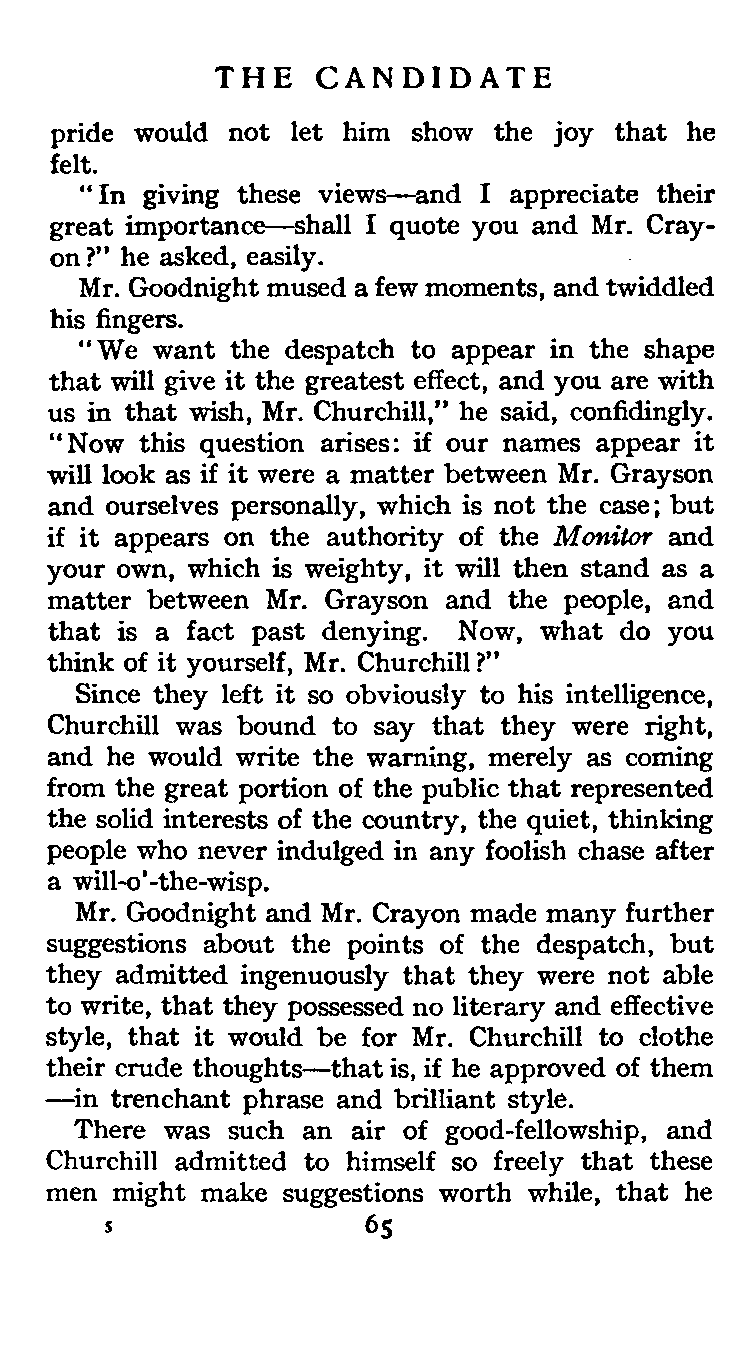 THE CANDIDATE
pride would not let him show the joy that he
felt.
"In giving these views—and I appreciate their
great importance—shall I quote you and Mr. Cray-
on?" he asked, easily.
Mr. Goodnight mused a few moments, and twiddled
his fingers.
"We want the despatch to appear in the shape
that will give it the greatest effect, and you are with
us in that wish, Mr. Churchill," he said, confidingly.
"Now this question arises: if our names appear it
will look as if it were a matter between Mr. Grayson
and ourselves personally, which is not the case; but
if it appears on the authority of the Monitor and
your own, which is weighty, it will then stand as a
matter between Mr. Grayson and the people, and
that is a fact past denying. Now, what do you
think of it yourself, Mr. Churchill?"
Since they left it so obviously to his intelligence,
Churchill was bound to say that they were right,
and he would write the warning, merely as coming
from the great portion of the public that represented
the solid interests of the country, the quiet, thinking
people who never indulged in any foolish chase after
a will-o'-the-wisp.
Mr. Goodnight and Mr. Crayon made many further
suggestions about the points of the despatch, but
they admitted ingenuously that they were not able
to write, that they possessed no literary and effective
style, that it would be for Mr. Churchill to clothe
their crude thoughts—that is, if he approved of them
—in trenchant phrase and brilliant style.
There was such an air of good-fellowship, and
Churchill admitted to himself so freely that these
men might make suggestions worth while, that he
5 65